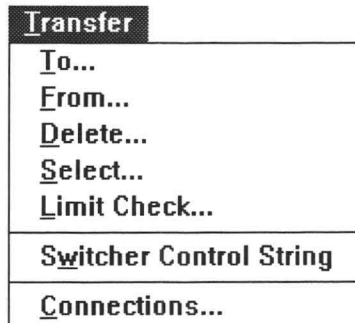 Transfer
To...
From...
Delete...
Select...
Limit Check...
Switcher Control String
Connections...